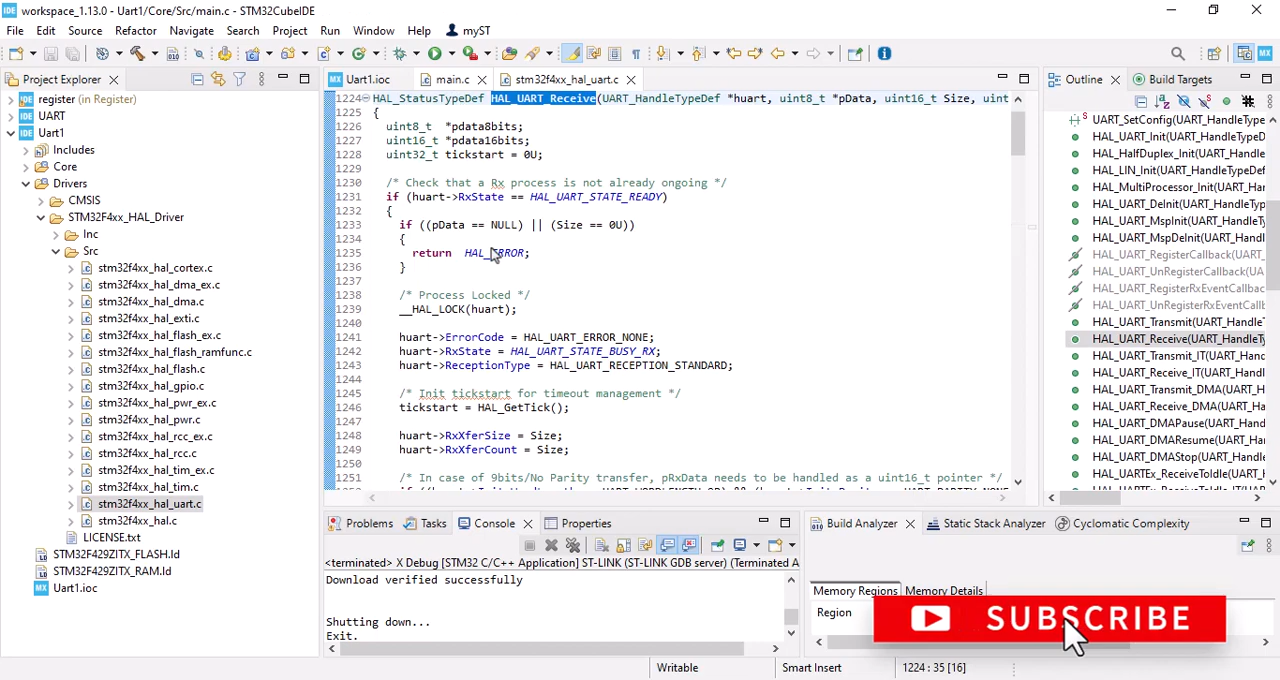 workspace_1.13.0 - Uart1/Core/Src/main.c - STM32CubeIDE
File Edit Source Refactor Navigate Search Project Run Window Help myST
Project Explorer
register (in Register)
UART
Uart1
Includes
Core
Drivers
CMSIS
STM32F4xx_HAL_Driver
Inc
Src
stm32f4xx_hal_cortex.c
stm32f4xx_hal_dma_ex.c
stm32f4xx_hal_dma.c
stm32f4xx_hal_exti.c
stm32f4xx_hal_flash_ex.c
stm32f4xx_hal_flash_ramfunc.c
stm32f4xx_hal_flash.c
stm32f4xx_hal_gpio.c
stm32f4xx_hal_pwr_ex.c
stm32f4xx_hal_pwr.c
stm32f4xx_hal_rcc_ex.c
stm32f4xx_hal_rcc.c
stm32f4xx_hal_tim_ex.c
stm32f4xx_hal_tim.c
stm32f4xx_hal_uart.c
stm32f4xx_hal.c
LICENSE.txt
STM32F429ZITX_FLASH.ld
STM32F429ZITX_RAM.ld
Uart1.ioc
MX Uart1.ioc main.c stm32f4xx_hal_uart.c
1224 HAL_StatusTypeDef HAL_UART_Receive(UART_HandleTypeDef *huart, uint8_t *pData, uint16_t Size, uint
1225 {
1226 uint8_t *pdata8bits;
1227 uint16_t *pdata16bits;
1228 uint32_t tickstart = 0U;
1229
1230 /* Check that a Rx process is not already ongoing */
1231 if (huart->RxState == HAL_UART_STATE_READY)
1232 {
1233 if ((pData == NULL) || (Size == 0U))
1234 {
1235 return HAL_ERROR;
1236 }
1237
1238 /* Process Locked */
1239 __HAL_LOCK(huart);
1240
1241 huart->ErrorCode = HAL_UART_ERROR_NONE;
1242 huart->RxState = HAL_UART_STATE_BUSY_RX;
1243 huart->ReceptionType = HAL_UART_RECEPTION_STANDARD;
1244
1245 /* Init tickstart for timeout management */
1246 tickstart = HAL_GetTick();
1247
1248 huart->RxXferSize = Size;
1249 huart->RxXferCount = Size;
1250
1251 /* In case of 9bits/No Parity transfer, pRxData needs to be handled as a uint16_t pointer */
Outline Build Targets
UART_SetConfig(UART_HandleTypeDe
HAL_UART_Init(UART_HandleTypeDef
HAL_HalfDuplex_Init(UART_Handle
HAL_LIN_Init(UART_HandleTypeDef
HAL_MultiProcessor_Init(UART_Ha
HAL_UART_DeInit(UART_HandleTyp
HAL_UART_MspInit(UART_HandleTy
HAL_UART_MspDeInit(UART_Handle
HAL_UART_RegisterCallback(UART_
HAL_UART_UnRegisterCallback(UA
HAL_UART_RegisterRxEventCallbac
HAL_UART_UnRegisterRxEventCallb
HAL_UART_Transmit(UART_HandleT
HAL_UART_Receive(UART_HandleTy
HAL_UART_Transmit_IT(UART_Hand
HAL_UART_Receive_IT(UART_Handle
HAL_UART_Transmit_DMA(UART_Ha
HAL_UART_Receive_DMA(UART_Han
HAL_UART_DMAPause(UART_Handle
HAL_UART_DMAResume(UART_Hand
HAL_UART_DMAStop(UART_HandleT
HAL_UARTEx_ReceiveToIdle(UART_H
Problems Tasks Console Properties
<terminated> X Debug [STM32 C/C++ Application] ST-LINK (ST-LINK GDB server) (Terminated A
Download verified successfully
Shutting down...
Exit.
Build Analyzer Static Stack Analyzer Cyclomatic Complexity
Memory Regions Memory Details
Region
SUBSCRIBE
Writable Smart Insert 1224 : 35 [16]